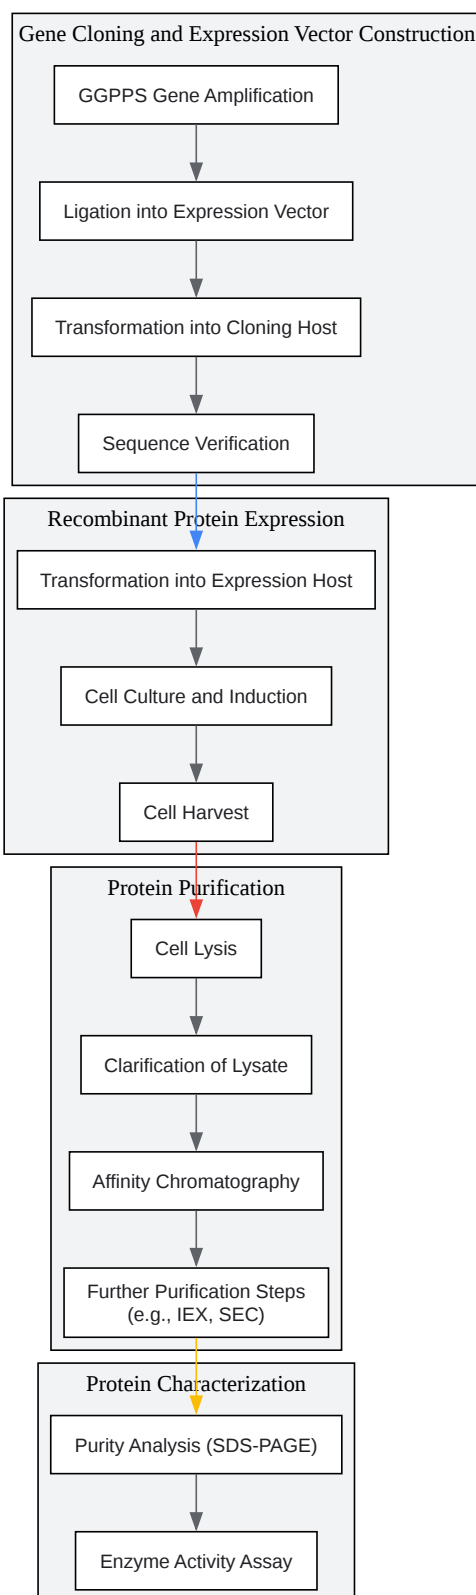 Gene Cloning and Expression Vector Construction
GGPPS Gene Amplification
Ligation into Expression Vector
Transformation into Cloning Host
Sequence Verification
Recombinant Protein Expression
Transformation into Expression Host
Cell Culture and Induction
Cell Harvest
Protein Purification
Cell Lysis
Clarification of Lysate
Affinity Chromatography
Further Purification Steps
(e.g., IEX, SEC)
Protein Characterization
Purity Analysis (SDS-PAGE)
Enzyme Activity Assay